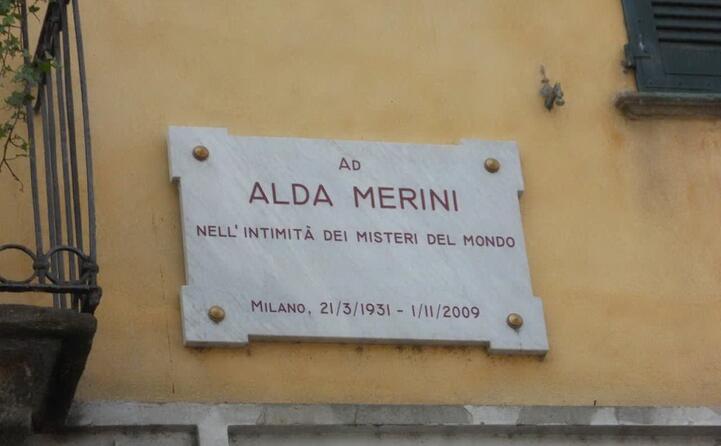 AD
ALDA MERINI
NELL'INTIMITÀ DEI MISTERI DEL MONDO
MILANO, 21/3/1931 - 1/11/2009